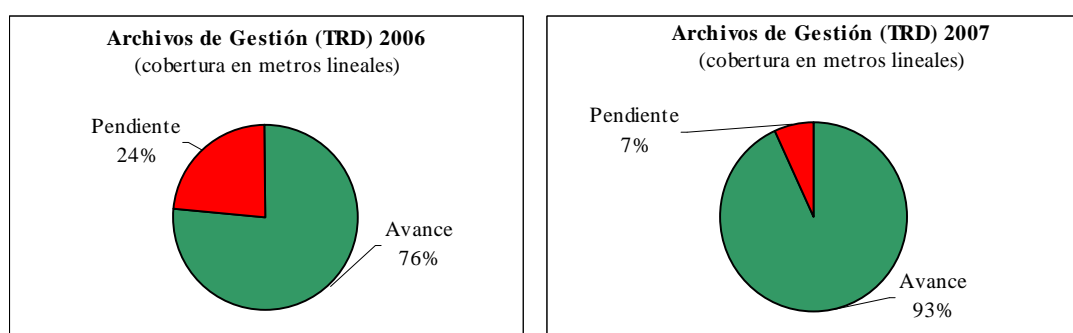 Archivos de Gestión (TRD) 2006
(cobertura en metros lineales)
Pendiente
24%
Avance
76%
Archivos de Gestión (TRD) 2007
(cobertura en metros lineales)
Pendiente
7%
Avance
93%